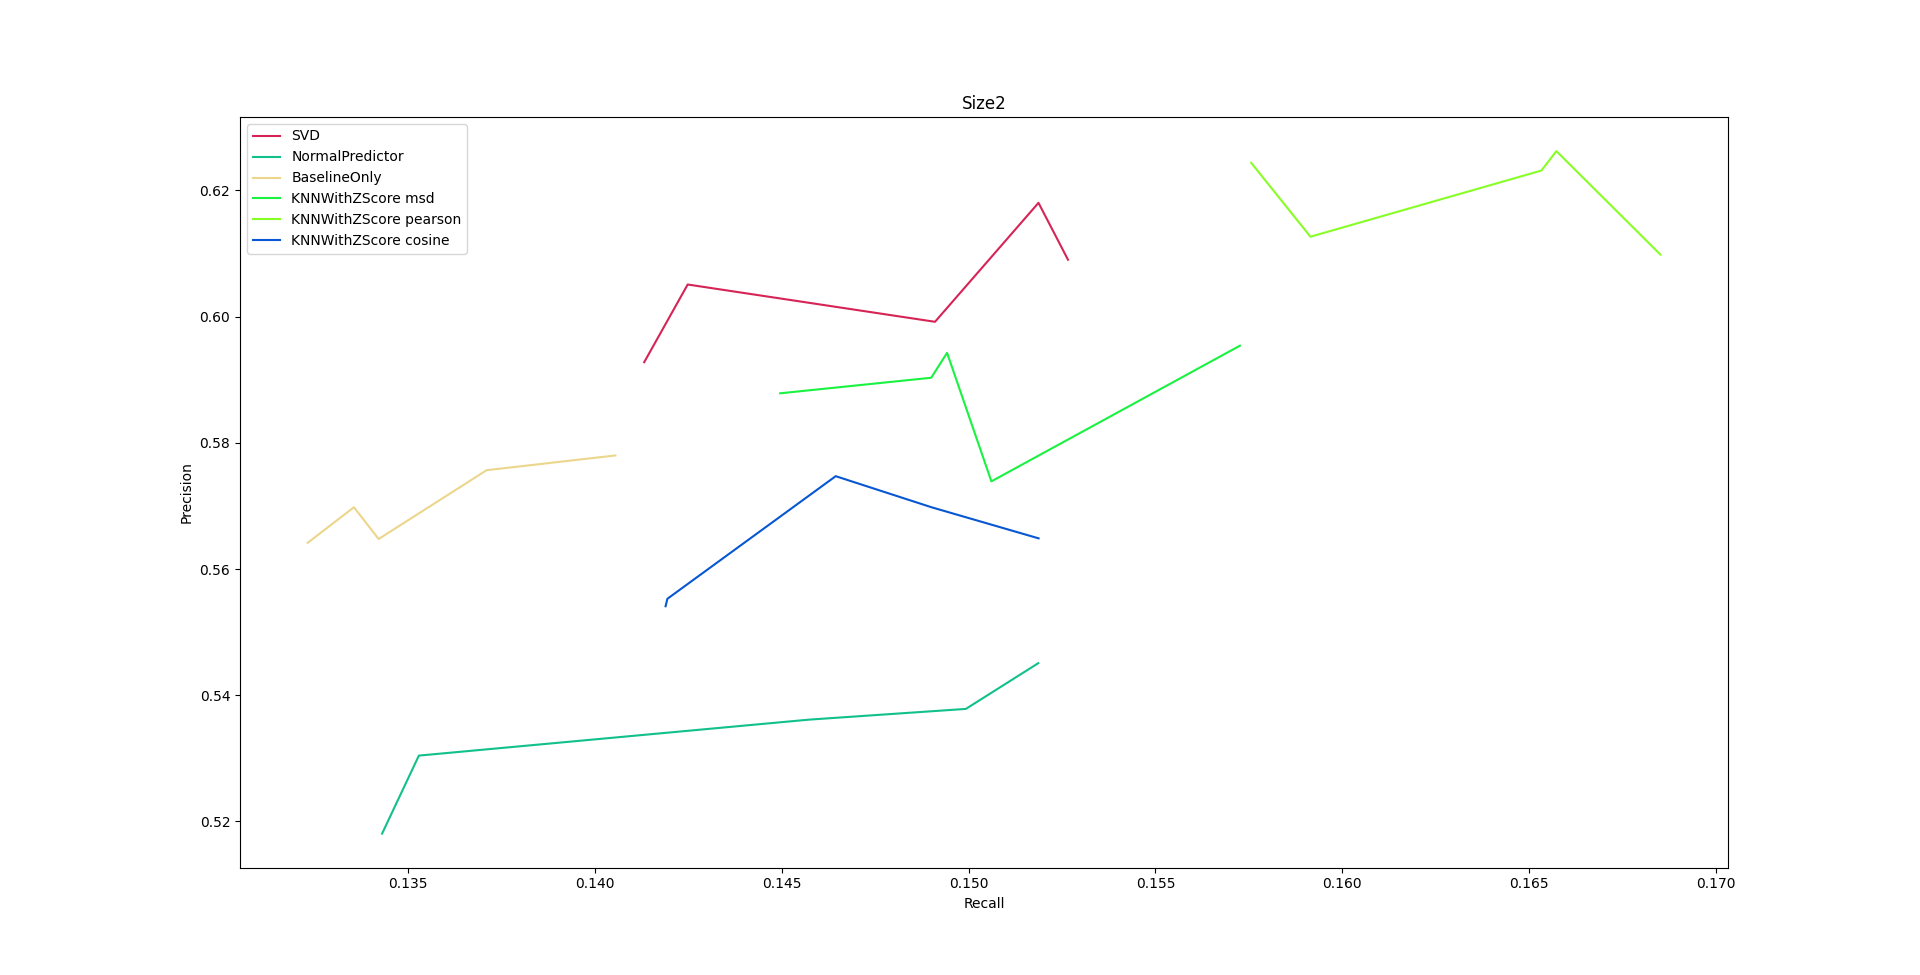 Size2
SVD
NormalPredictor
BaselineOnly
KNNWithZScore msd
KNNWithZScore pearson
KNNWithZScore cosine
0.62
0.60
0.58
0.56
0.54
0.52
Precision
0.135 0.140 0.145 0.150 0.155 0.160 0.165 0.170
Recall